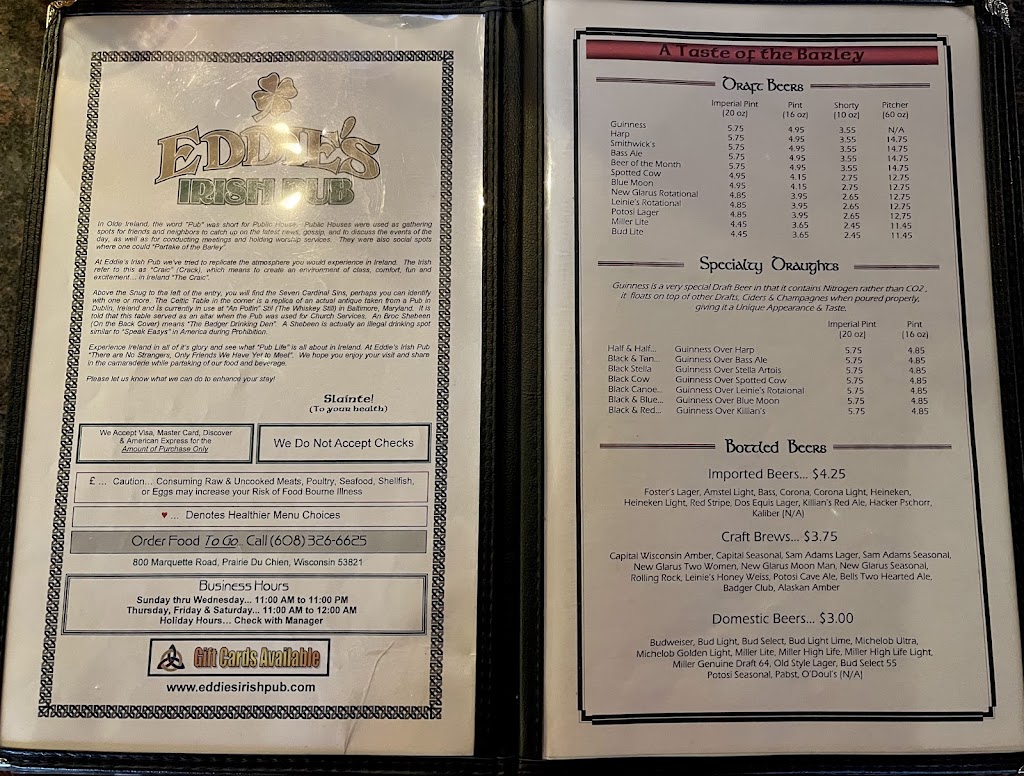 EDDIE'S
IRISH PUB
In Olde Ireland, the word "Pub" was short for Public House. Public Houses were used as gathering
spots for friends and neighbors to catch up on the latest news, gossip, and to discuss the events of the
day, as well as for conducting meetings and holding worship services. They were also social spots
where one could "Partake of the Barley".
At Eddie's Irish Pub we've tried to replicate the atmosphere you would experience in Ireland. The Irish
refer to this as "Craic" (Crack), which means to create an environment of class, comfort, fun and
excitement... in Ireland "The Craic".
Above the Snug to the left of the entry, you will find the Seven Cardinal Sins, perhaps you can identify
with one or more. The Celtic Table in the corner is a replica of an actual antique taken from a Pub in
Dublin, Ireland and is currently in use at "An Poitin" Stil (The Whiskey Still) in Baltimore, Maryland. It is
told that this table served as an altar when the Pub was used for Church Services. An Broc Shebeen
(On the Back Cover) means "The Badger Drinking Den". A Shebeen is actually an illegal drinking spot
similar to "Speak Easys" in America during Prohibition.
Experience Ireland in all of it's glory and see what "Pub Life" is all about in Ireland. At Eddie's Irish Pub
"There are No Strangers, Only Friends We Have Yet to Meet". We hope you enjoy your visit and share
in the camaraderie while partaking of our food and beverage.
Please let us know what we can do to enhance your stay!
Slainte!
(To your health)
We Accept Visa, Master Card, Discover
& American Express for the
Amount of Purchase Only
We Do Not Accept Checks
£ ... Caution... Consuming Raw & Uncooked Meats, Poultry, Seafood, Shellfish,
or Eggs may increase your Risk of Food Bourne Illness
♥... Denotes Healthier Menu Choices
Order Food To Go.. Call (608) 326-6625
800 Marquette Road, Prairie Du Chien, Wisconsin 53821
Business Hours
Sunday thru Wednesday... 11:00 AM to 11:00 PM
Thursday, Friday & Saturday... 11:00 AM to 12:00 AM
Holiday Hours... Check with Manager
Gift Cards Available
www.eddiesirishpub.com
A Taste of the Barley
Draft Beers
Imperial Pint (20 oz) Pint (16 oz) Shorty (10 oz) Pitcher (60 oz)
Guinness 5.75 4.95 3.55 N/A
Harp 5.75 4.95 3.55 14.75
Smithwick's 5.75 4.95 3.55 14.75
Bass Ale 5.75 4.95 3.55 14.75
Beer of the Month 5.75 4.95 3.55 14.75
Spotted Cow 4.95 4.15 2.75 12.75
Blue Moon 4.95 4.15 2.75 12.75
New Glarus Rotational 4.85 3.95 2.65 12.75
Leinie's Rotational 4.85 3.95 2.65 12.75
Potosi Lager 4.85 3.95 2.65 12.75
Miller Lite 4.45 3.65 2.45 11.45
Bud Lite 4.45 3.65 2.45 11.45
Specialty Draughts
Guinness is a very special Draft Beer in that it contains Nitrogen rather than CO2 ,
it floats on top of other Drafts, Ciders & Champagnes when poured properly,
giving it a Unique Appearance & Taste.
Imperial Pint (20 oz) Pint (16 oz)
Half & Half... Guinness Over Harp 5.75 4.85
Black & Tan... Guinness Over Bass Ale 5.75 4.85
Black Stella Guinness Over Stella Artois 5.75 4.85
Black Cow Guinness Over Spotted Cow 5.75 4.85
Black Canoe... Guinness Over Leinie's Rotaional 5.75 4.85
Black & Blue... Guinness Over Blue Moon 5.75 4.85
Black & Red... Guinness Over Killian's 5.75 4.85
Bottled Beers
Imported Beers... $4.25
Foster's Lager, Amstel Light, Bass, Corona, Corona Light, Heineken,
Heineken Light, Red Stripe, Dos Equis Lager, Killian's Red Ale, Hacker Pschorr,
Kaliber (N/A)
Craft Brews... $3.75
Capital Wisconsin Amber, Capital Seasonal, Sam Adams Lager, Sam Adams Seasonal,
New Glarus Two Women, New Glarus Moon Man, New Glarus Seasonal,
Rolling Rock, Leinie's Honey Weiss, Potosi Cave Ale, Bells Two Hearted Ale,
Badger Club, Alaskan Amber
Domestic Beers... $3.00
Budweiser, Bud Light, Bud Select, Bud Light Lime, Michelob Ultra,
Michelob Golden Light, Miller Lite, Miller High Life, Miller High Life Light,
Miller Genuine Draft 64, Old Style Lager, Bud Select 55
Potosi Seasonal, Pabst, O'Doul's (N/A)